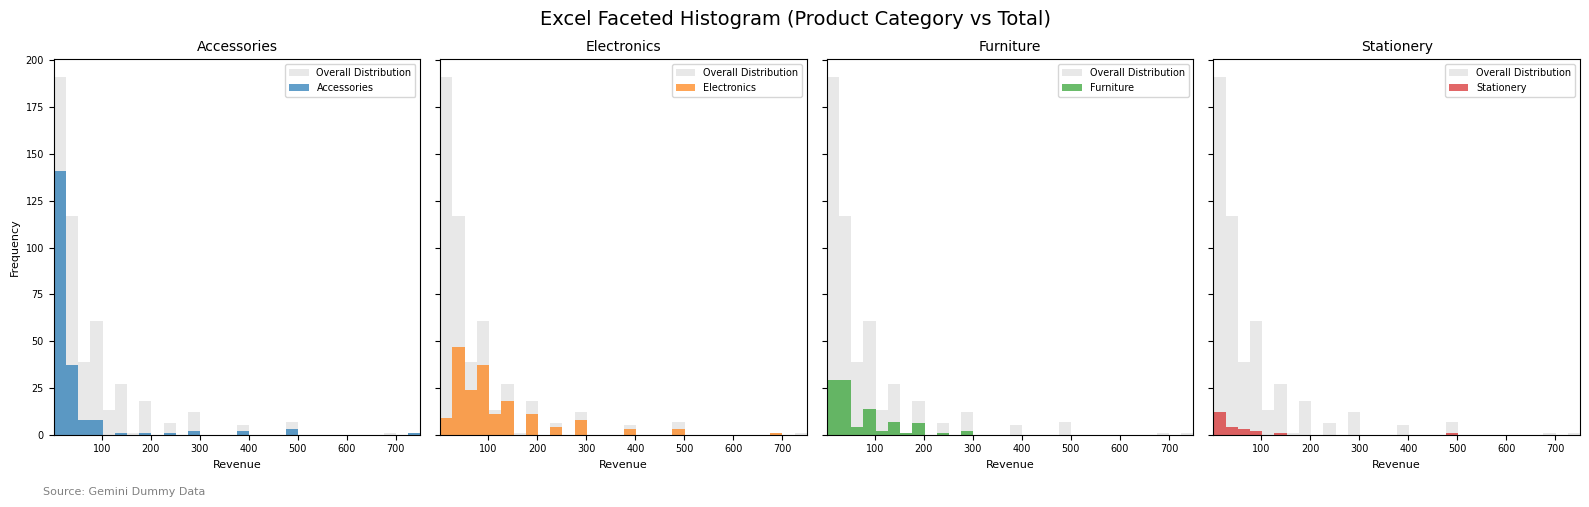 Excel Faceted Histogram (Product Category vs Total)
Accessories
Electronics
Furniture
Stationery
Overall Distribution
Accessories
Overall Distribution
Electronics
Overall Distribution
Furniture
Overall Distribution
Stationery
Frequency
200
175
150
125
100
75
50
25
0
100 200 300 400 500 600 700
100 200 300 400 500 600 700
100 200 300 400 500 600 700
100 200 300 400 500 600 700
Revenue
Revenue
Revenue
Revenue
Source: Gemini Dummy Data